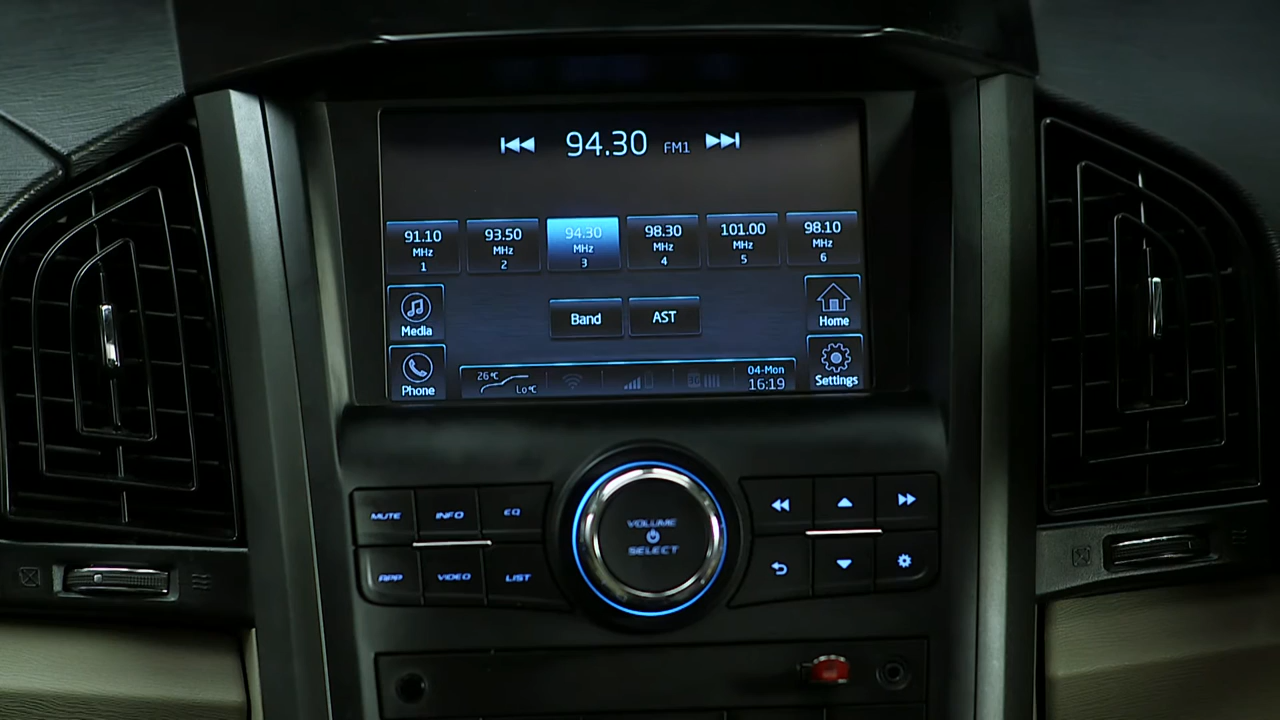 94.30 FM1
91.10 MHz 1
93.50 MHz 2
94.30 MHz 3
98.30 MHz 4
101.00 MHz 5
98.10 MHz 6
Media
Band
AST
Home
Phone
26°C
Lo°C
3G
04-Mon
16:19
Settings
MUTE
INFO
EQ
VOLUME
SELECT
APP
VIDEO
LIST